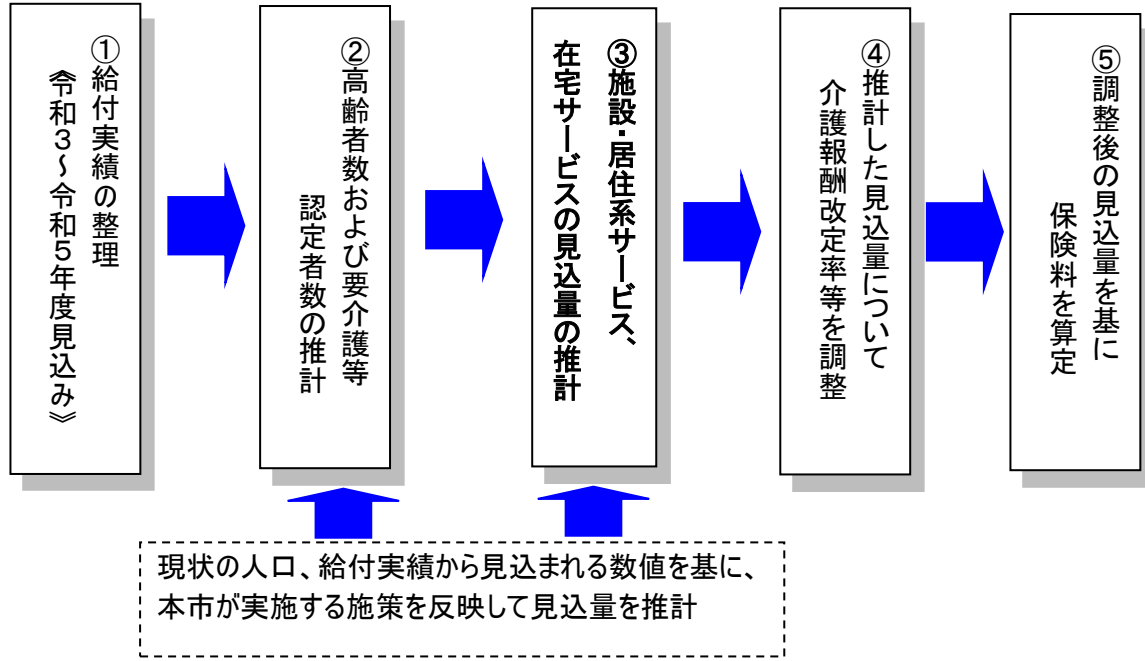 ①給付実績の整理
《令和3～令和5年度見込み》
②高齢者数および要介護等
認定者数の推計
③施設・居住系サービス、
在宅サービスの見込量の推計
④推計した見込量について
介護報酬改定率等を調整
⑤調整後の見込量を基に
保険料を算定
現状の人口、給付実績から見込まれる数値を基に、
本市が実施する施策を反映して見込量を推計